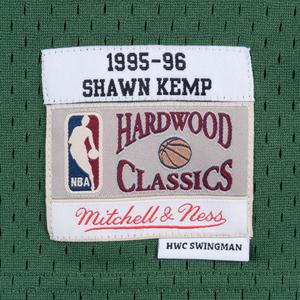 1995-96
SHAWN KEMP
HARDWOOD
CLASSICS
NBA
Mitchell & Ness
HWC SWINGMAN